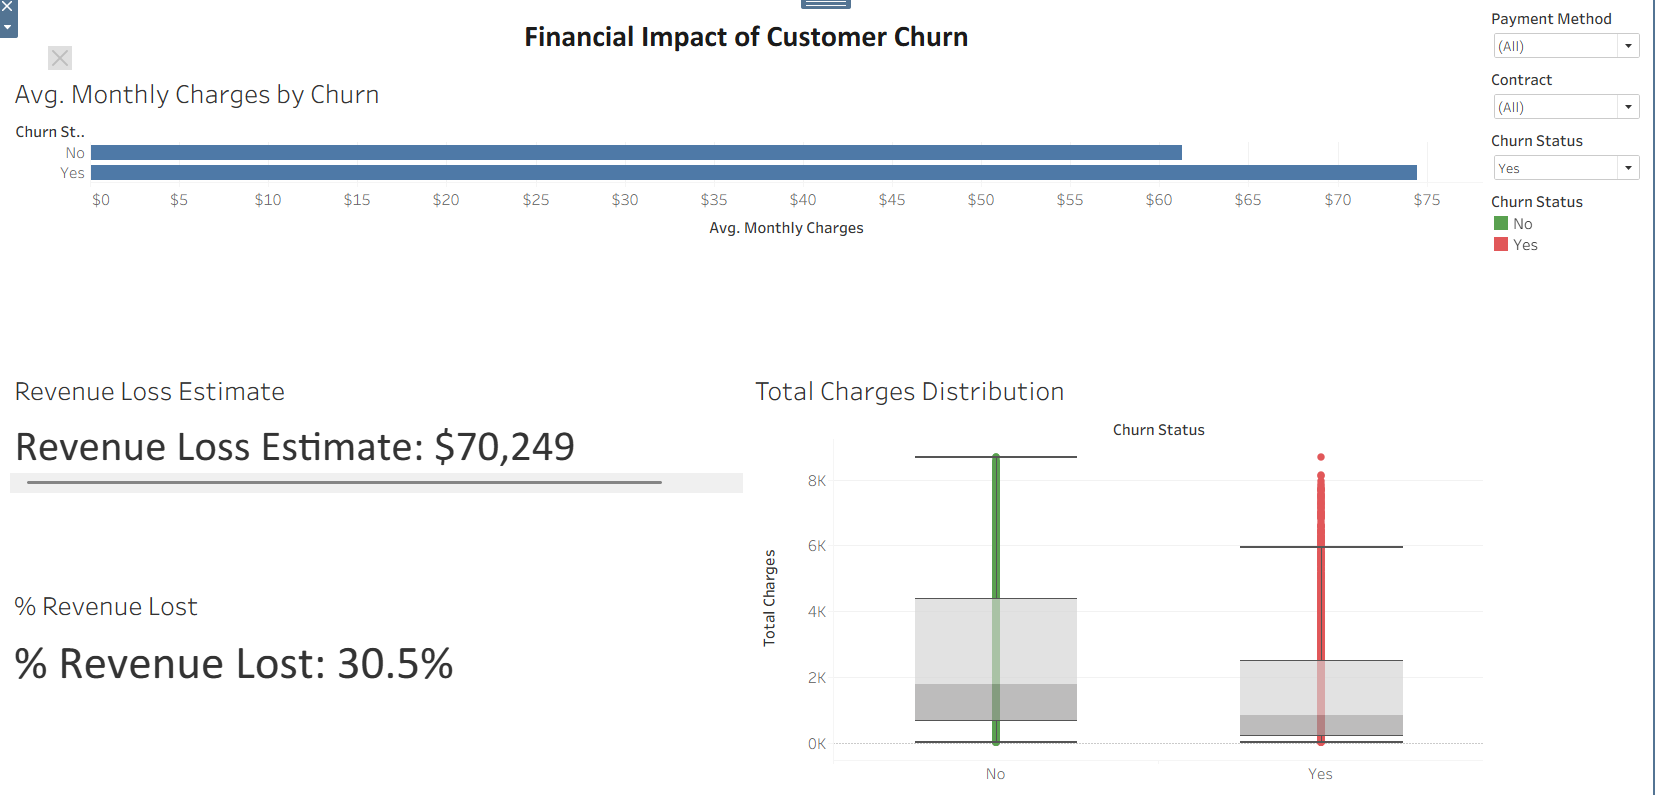 Financial Impact of Customer Churn
Avg. Monthly Charges by Churn
Churn St..
No
Yes
$0 $5 $10 $15 $20 $25 $30 $35 $40 $45 $50 $55 $60 $65 $70 $75
Avg. Monthly Charges
Payment Method
(All)
Contract
(All)
Churn Status
Yes
Churn Status
No
Yes
Revenue Loss Estimate
Revenue Loss Estimate: $70,249
% Revenue Lost
% Revenue Lost: 30.5%
Total Charges Distribution
Churn Status
Total Charges
8K
6K
4K
2K
0K
No Yes